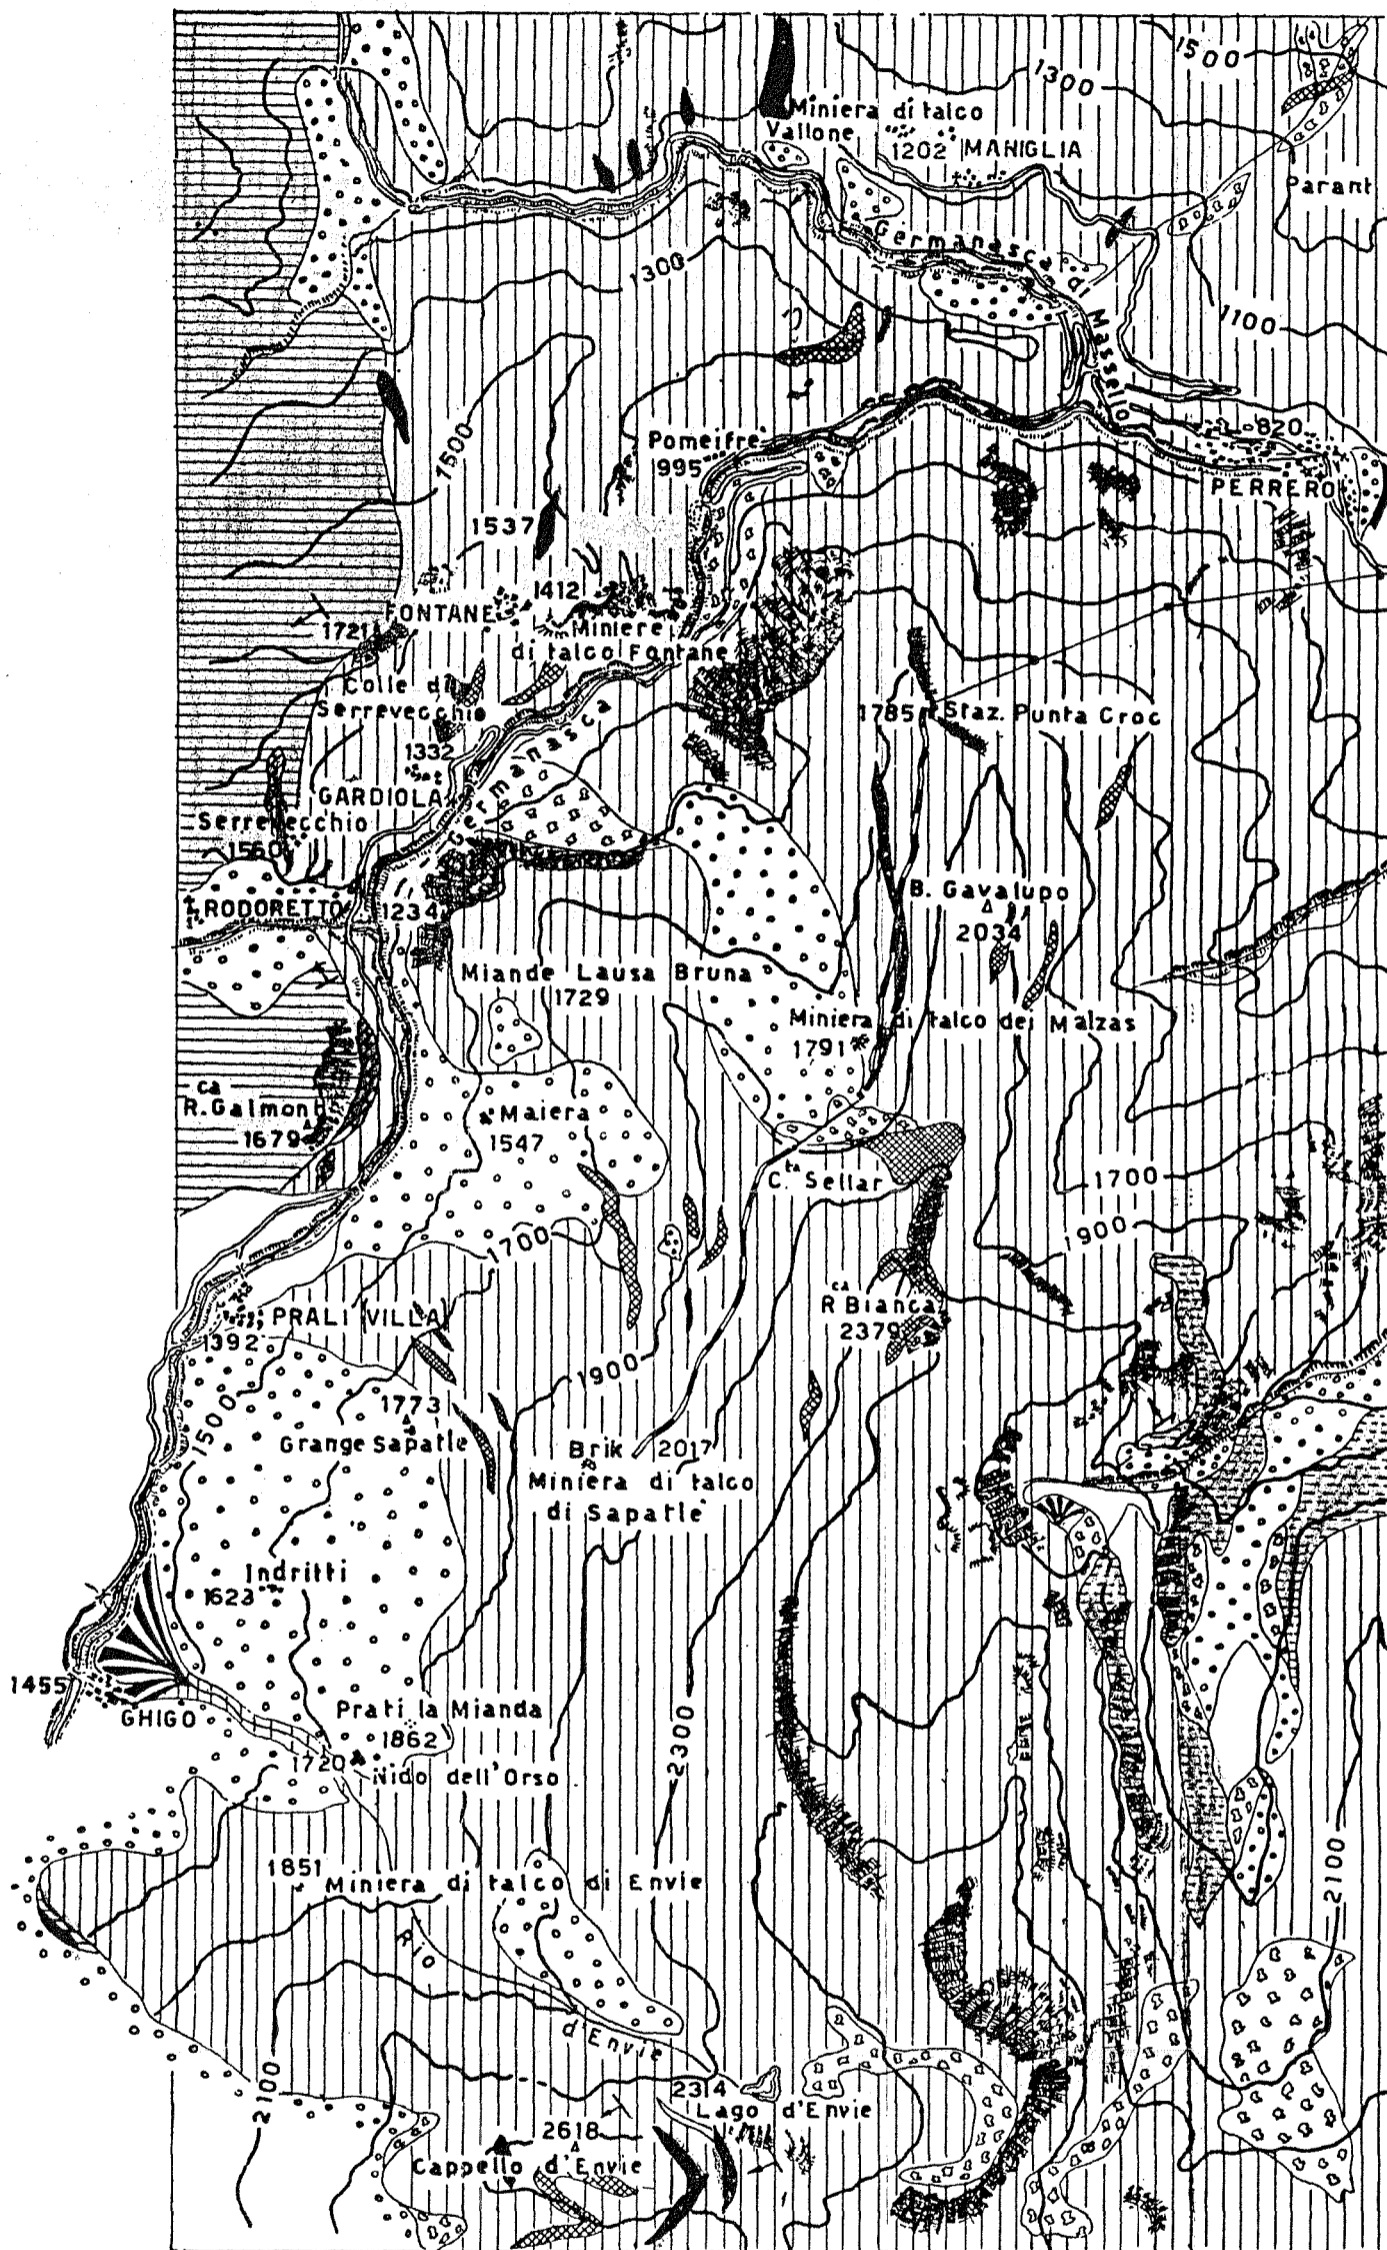 1500
1300
Miniera di talco
Vallone
1202 MANIGLIA
Parant
Germanasca di Massello
1300
1100
Pomeifrè
995
1500
820
PERRERO
1537
1412
FONTANE
Miniere
di talco Fontane
1721
Colle di
Serrevecchio
1785 Staz. Punta Croc
1332
GARDIOLA
Germanasca
Serrevecchio
1560
RODORETTO
1234
B. Gavalupo
2034
Miande Lausa Bruna
1729
Miniera di talco dei Malzas
1791
ca
R. Galmont
1679
Maiera
1547
C.ta Sellar
1700
1900
1700
ca
R Bianca
2379
PRALI (VILLA)
1392
1900
1500
1773
Grange Sapatlè
Brik 2017
Miniera di talco
di Sapatlè
Indritti
1623
1455
GHIGO
Prati la Mianda
1862
1720
Nido dell'Orso
2300
1851
Miniera di talco di Envie
2100
Rio d'Envie
2100
2314
Lago d'Envie
2618
Cappello d'Envie